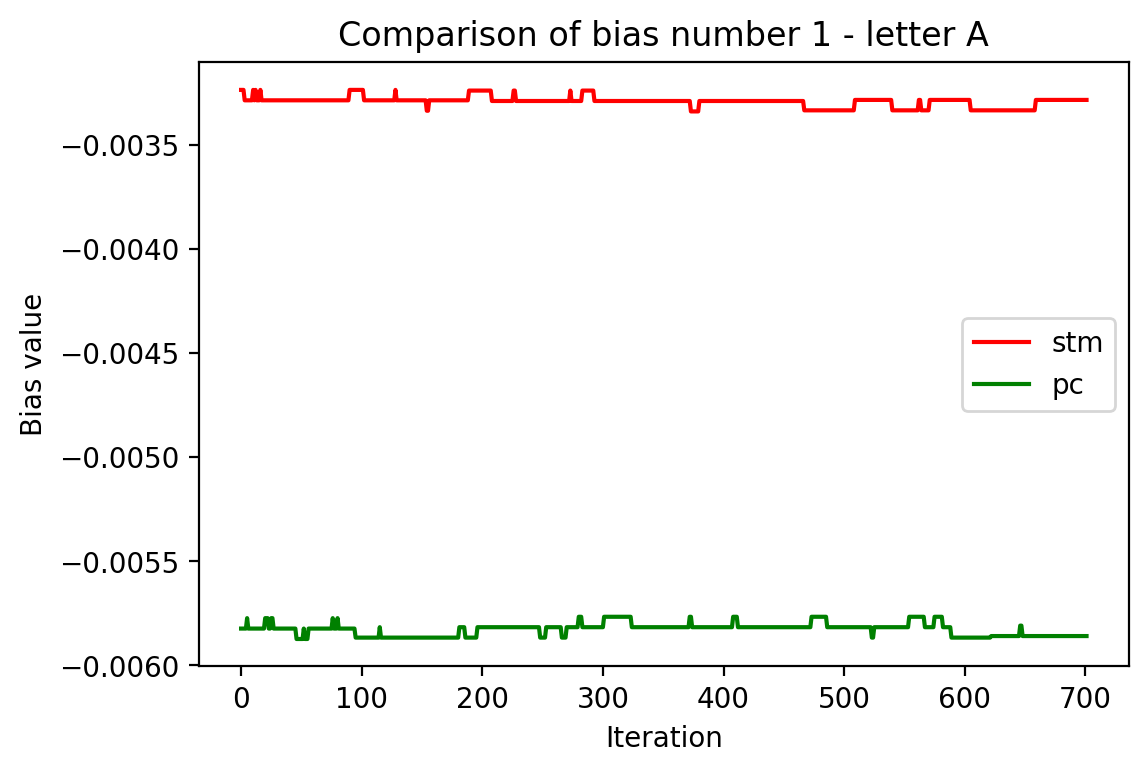 Comparison of bias number 1 - letter A
Bias value
−0.0035
−0.0040
−0.0045
−0.0050
−0.0055
−0.0060
stm
pc
0 100 200 300 400 500 600 700
Iteration